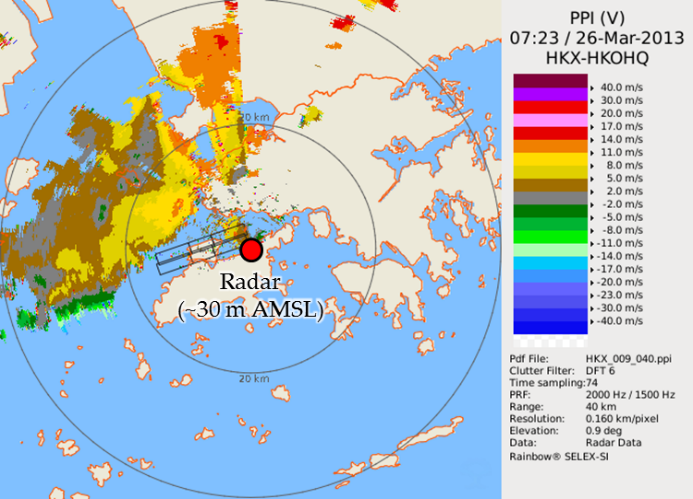 PPI (V)
07:23 / 26-Mar-2013
HKX-HKOHQ
40.0 m/s
30.0 m/s
20.0 m/s
17.0 m/s
14.0 m/s
11.0 m/s
8.0 m/s
5.0 m/s
2.0 m/s
-2.0 m/s
-5.0 m/s
-8.0 m/s
-11.0 m/s
-14.0 m/s
-17.0 m/s
-20.0 m/s
-23.0 m/s
-30.0 m/s
-40.0 m/s
Pdf File: HKX_009_040.ppi
Clutter Filter: DFT 6
Time sampling:74
PRF: 2000 Hz / 1500 Hz
Range: 40 km
Resolution: 0.160 km/pixel
Elevation: 0.9 deg
Data: Radar Data
Rainbow® SELEX-SI
20 km
Radar
(~30 m AMSL)
20 km